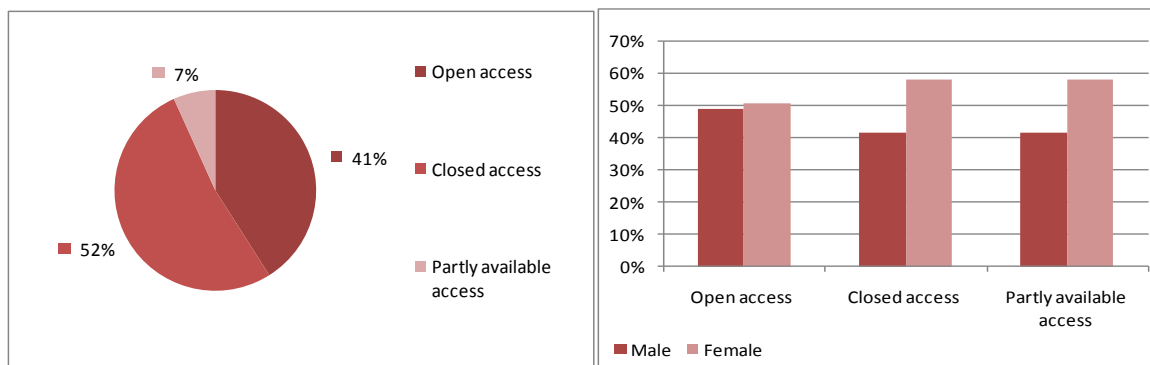 7%
Open access
41%
Closed access
52%
Partly available
access
70%
60%
50%
40%
30%
20%
10%
0%
Open access
Closed access
Partly available
access
Male
Female